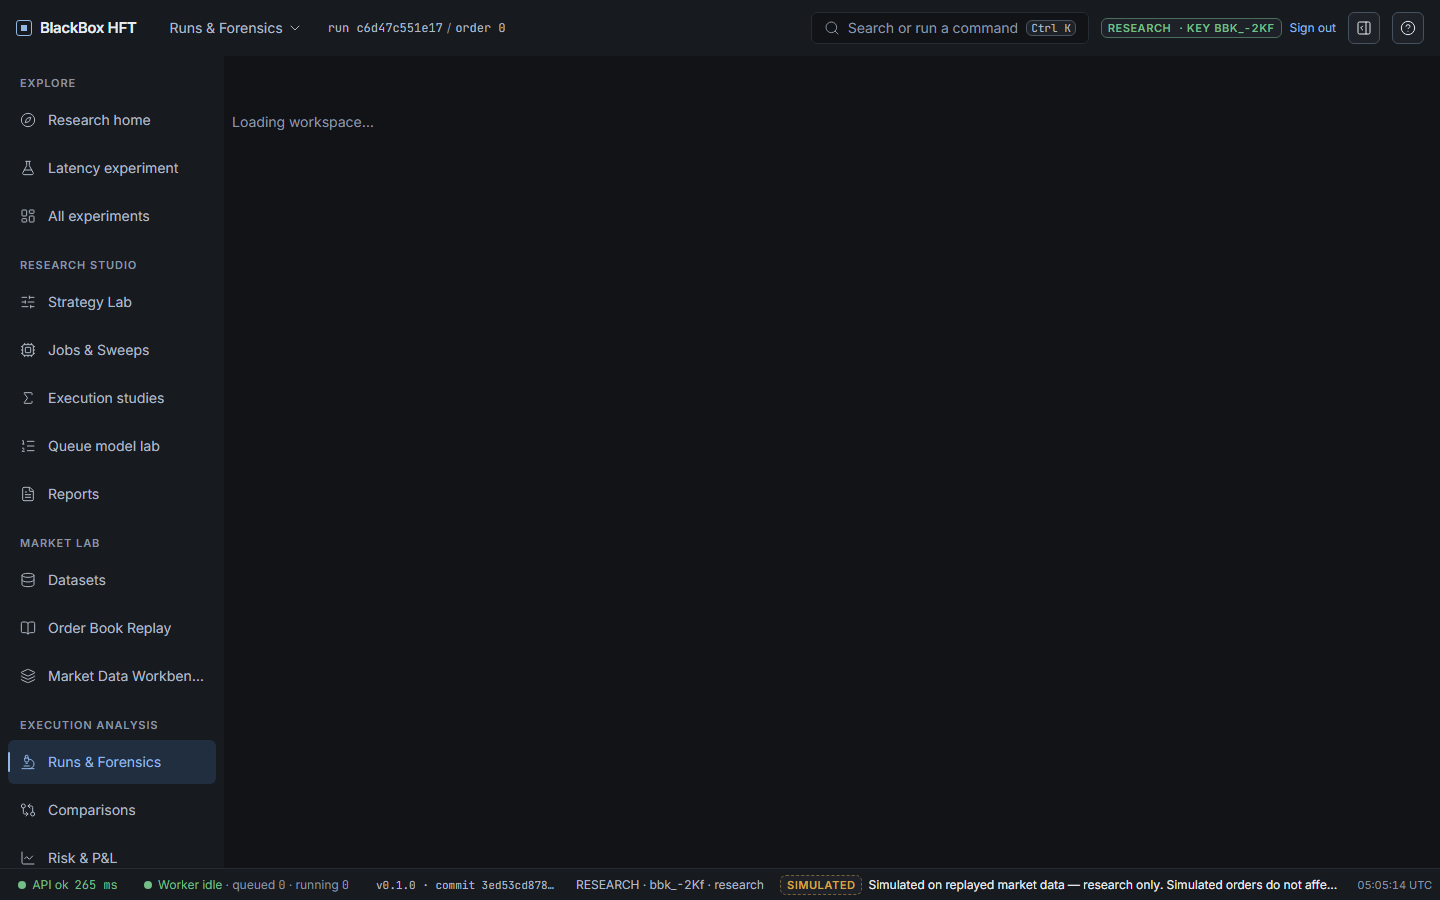 BlackBox HFT
Runs & Forensics
run c6d47c551e17 / order 0
Search or run a command Ctrl K
RESEARCH · KEY BBK_-2KF
Sign out
EXPLORE
Research home
Latency experiment
All experiments
RESEARCH STUDIO
Strategy Lab
Jobs & Sweeps
Execution studies
Queue model lab
Reports
MARKET LAB
Datasets
Order Book Replay
Market Data Workben...
EXECUTION ANALYSIS
Runs & Forensics
Comparisons
Risk & P&L
Loading workspace...
API ok 265 ms
Worker idle · queued 0 · running 0
v0.1.0 · commit 3ed53cd878…
RESEARCH · bbk_-2Kf · research
SIMULATED
Simulated on replayed market data — research only. Simulated orders do not affe...
05:05:14 UTC